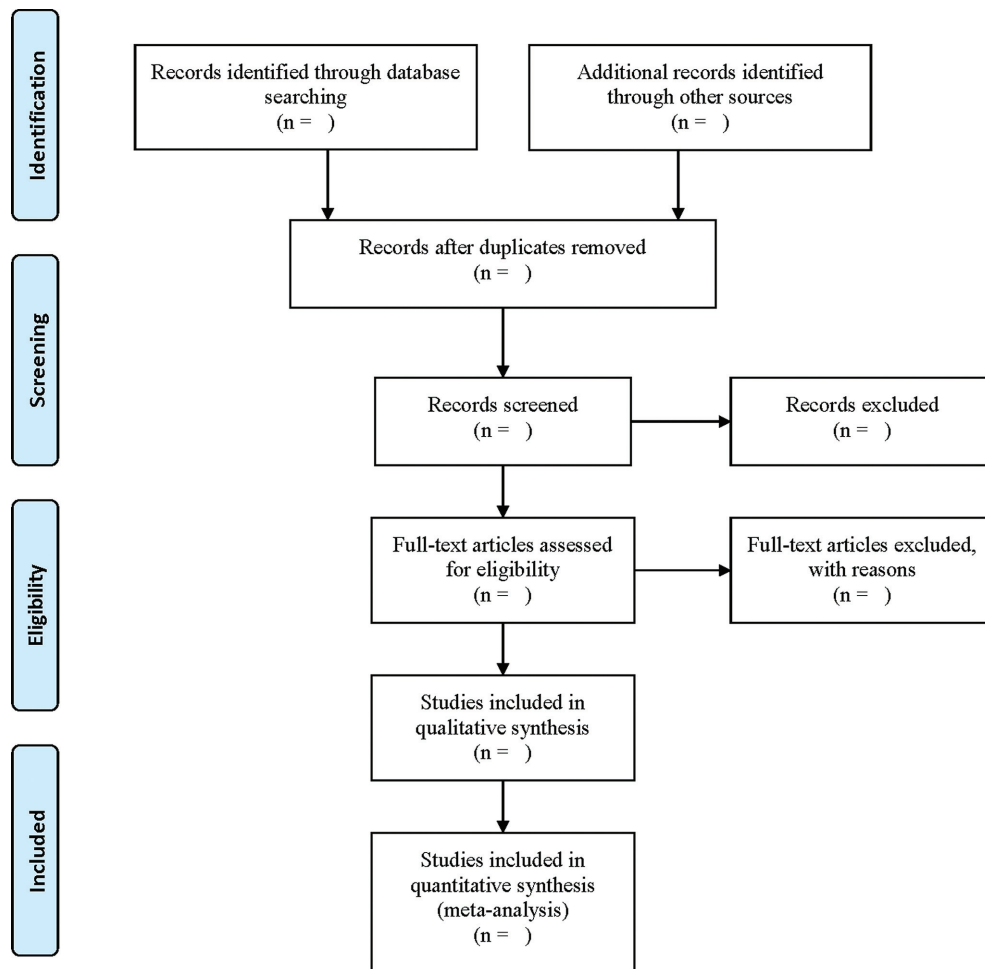 Identification
Records identified through database
searching
(n =   )
Additional records identified
through other sources
(n =   )
Records after duplicates removed
(n =   )
Screening
Records screened
(n =   )
Records excluded
(n =   )
Eligibility
Full-text articles assessed
for eligibility
(n =   )
Full-text articles excluded,
with reasons
(n =   )
Studies included in
qualitative synthesis
(n =   )
Included
Studies included in
quantitative synthesis
(meta-analysis)
(n =   )